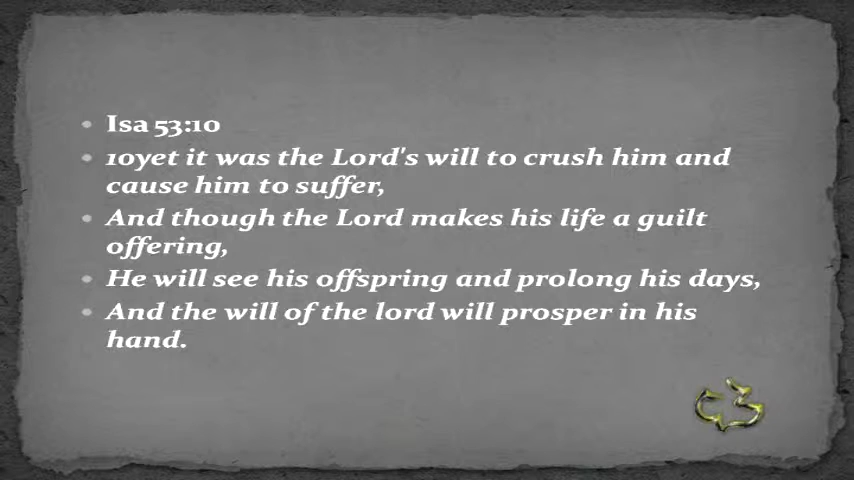 Isa 53:10
10yet it was the Lord's will to crush him and
cause him to suffer,
And though the Lord makes his life a guilt
offering,
He will see his offspring and prolong his days,
And the will of the lord will prosper in his
hand.
C3